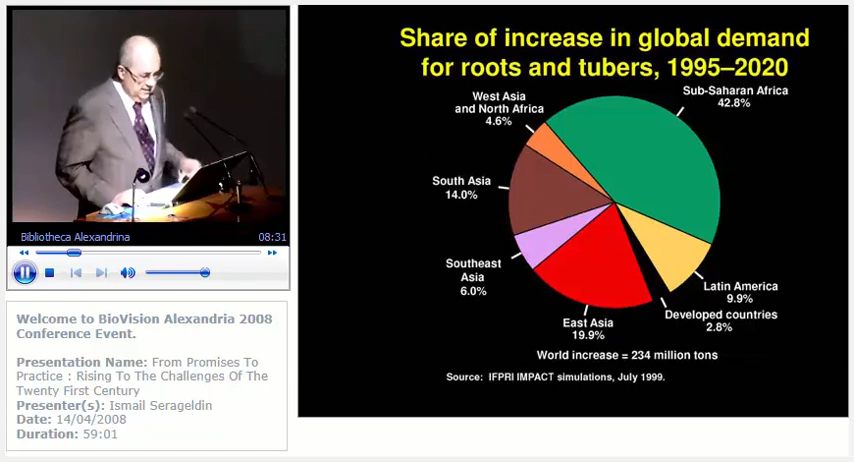 Bibliotheca Alexandrina 08:31
Welcome to BioVision Alexandria 2008
Conference Event.
Presentation Name: From Promises To
Practice : Rising To The Challenges Of The
Twenty First Century
Presenter(s): Ismail Serageldin
Date: 14/04/2008
Duration: 59:01
Share of increase in global demand
for roots and tubers, 1995–2020
Sub-Saharan Africa
42.8%
West Asia
and North Africa
4.6%
South Asia
14.0%
Southeast
Asia
6.0%
East Asia
19.9%
Latin America
9.9%
Developed countries
2.8%
World increase = 234 million tons
Source: IFPRI IMPACT simulations, July 1999.